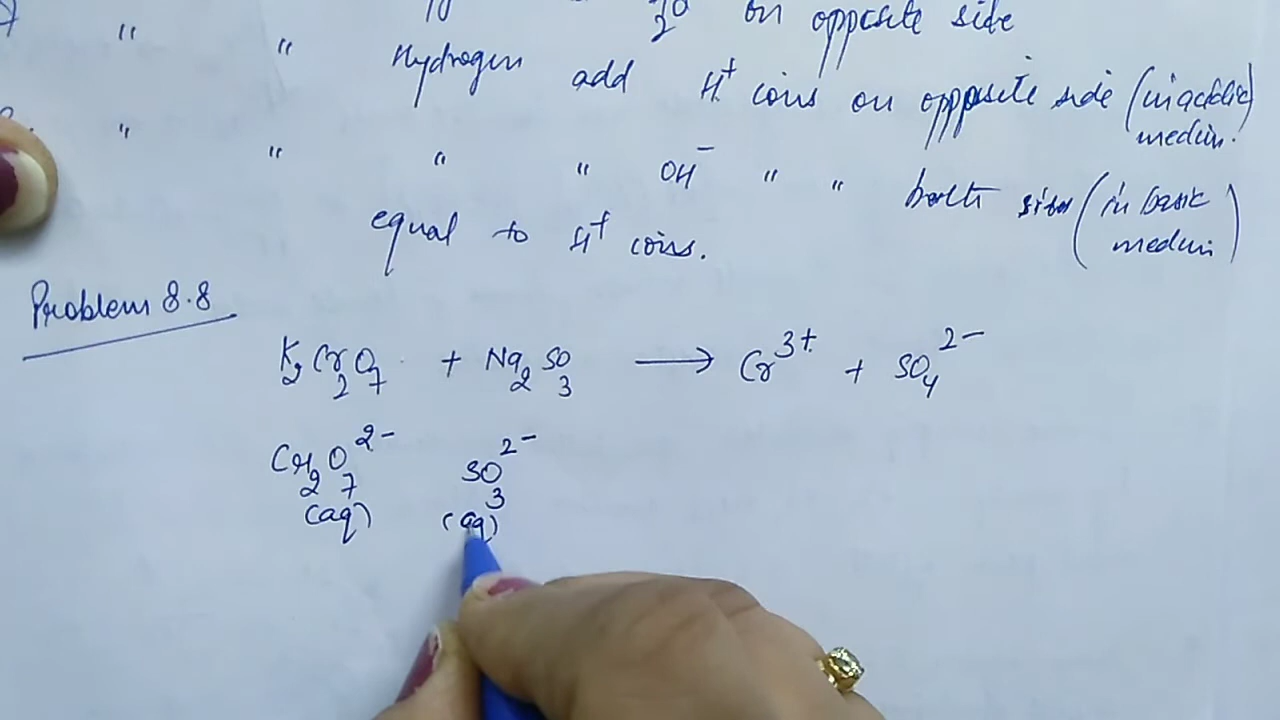 H₂O on opposite side
" " Hydrogen add H⁺ ions on opposite side (in acidic medium.
" " " " OH⁻ " " both sides (in basic medium)
equal to H⁺ ions.
Problem 8.8
K₂Cr₂O₇ + Na₂SO₃ ⟶ Cr³⁺ + SO₄²⁻
Cr₂O₇²⁻ SO₃²⁻
(aq) (aq)